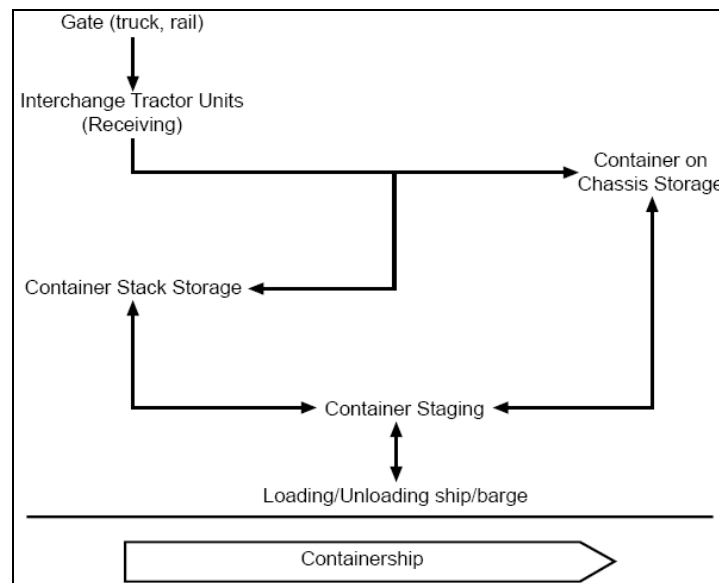 Gate (truck, rail)
Interchange Tractor Units
(Receiving)
Container on
Chassis Storage
Container Stack Storage
Container Staging
Loading/Unloading ship/barge
Containership